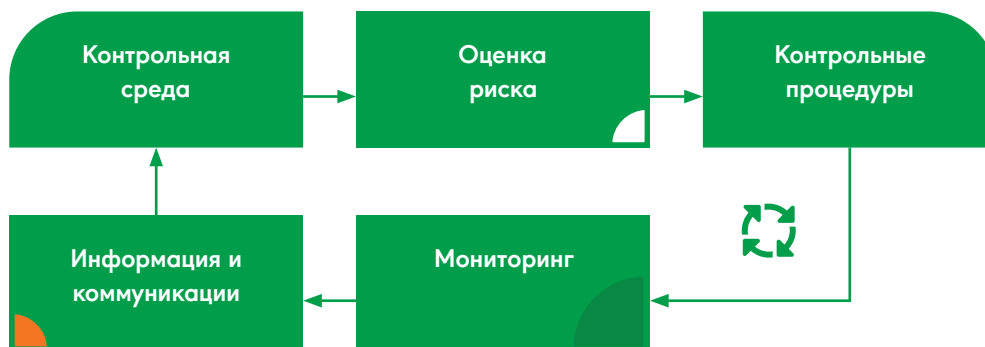 Контрольная
среда
Оценка
риска
Контрольные
процедуры
Информация и
коммуникации
Мониторинг